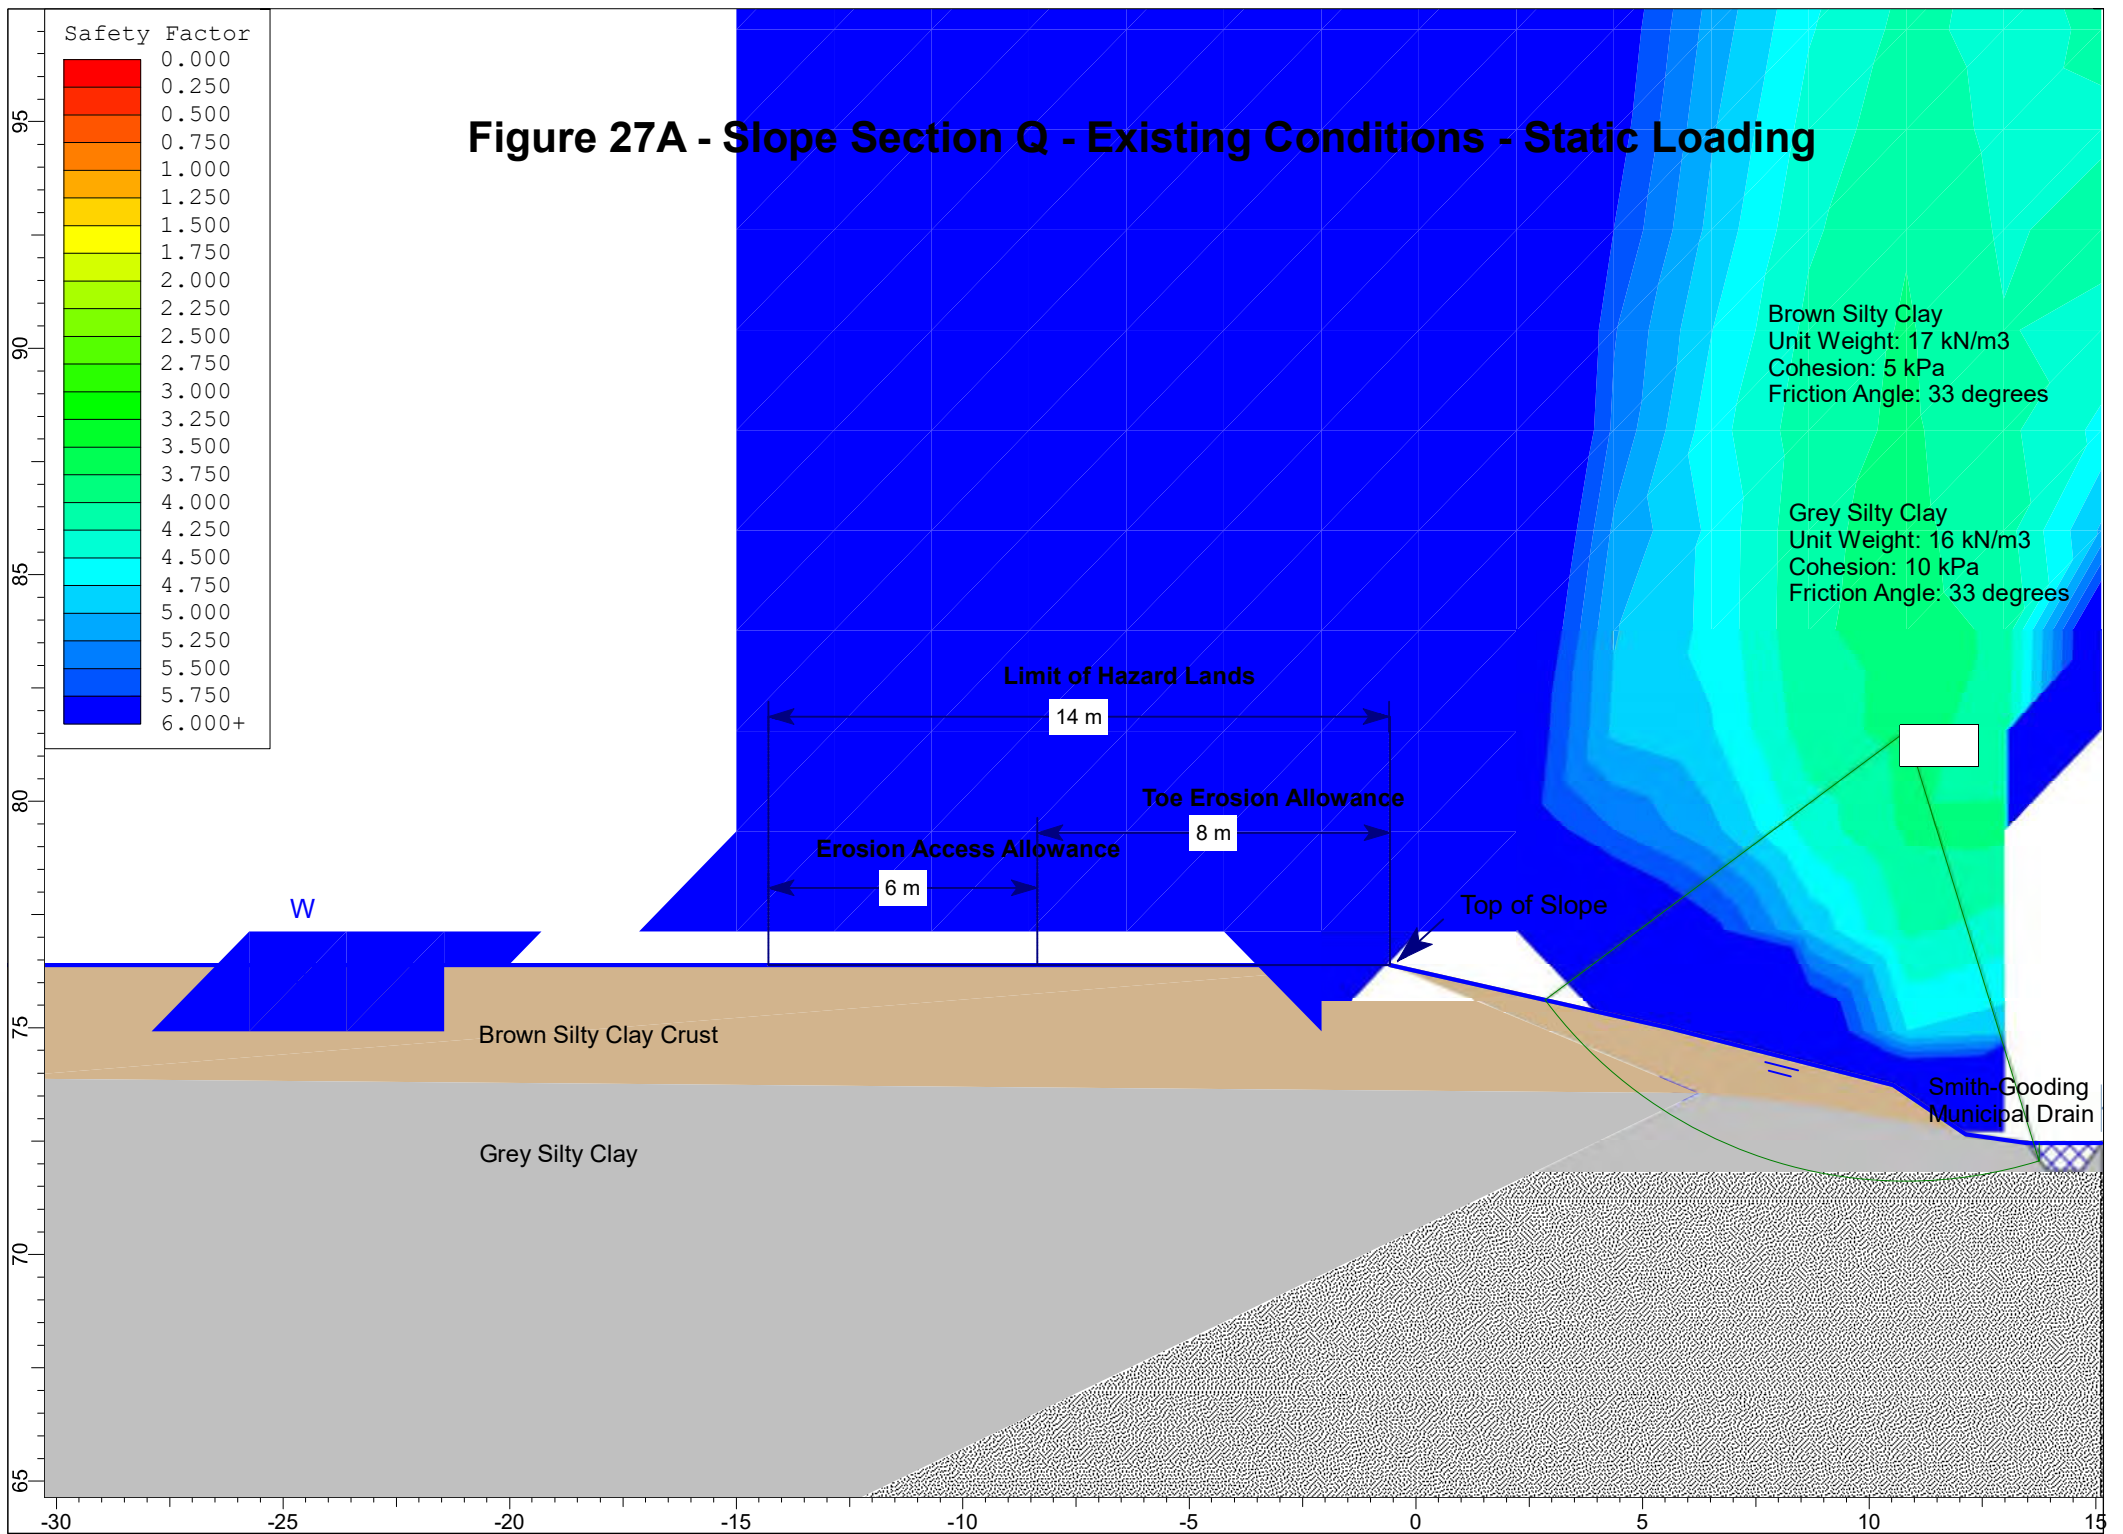 Safety Factor
0.000
0.250
0.500
0.750
1.000
1.250
1.500
1.750
2.000
2.250
2.500
2.750
3.000
3.250
3.500
3.750
4.000
4.250
4.500
4.750
5.000
5.250
5.500
5.750
6.000+
Figure 27A - Slope Section Q - Existing Conditions - Static Loading
Brown Silty Clay
Unit Weight: 17 kN/m3
Cohesion: 5 kPa
Friction Angle: 33 degrees
Grey Silty Clay
Unit Weight: 16 kN/m3
Cohesion: 10 kPa
Friction Angle: 33 degrees
Limit of Hazard Lands
14 m
Toe Erosion Allowance
8 m
Erosion Access Allowance
6 m
W
Top of Slope
Brown Silty Clay Crust
Smith-Gooding
Municipal Drain
Grey Silty Clay
95
90
85
80
75
70
65
-30 -25 -20 -15 -10 -5 0 5 10 15